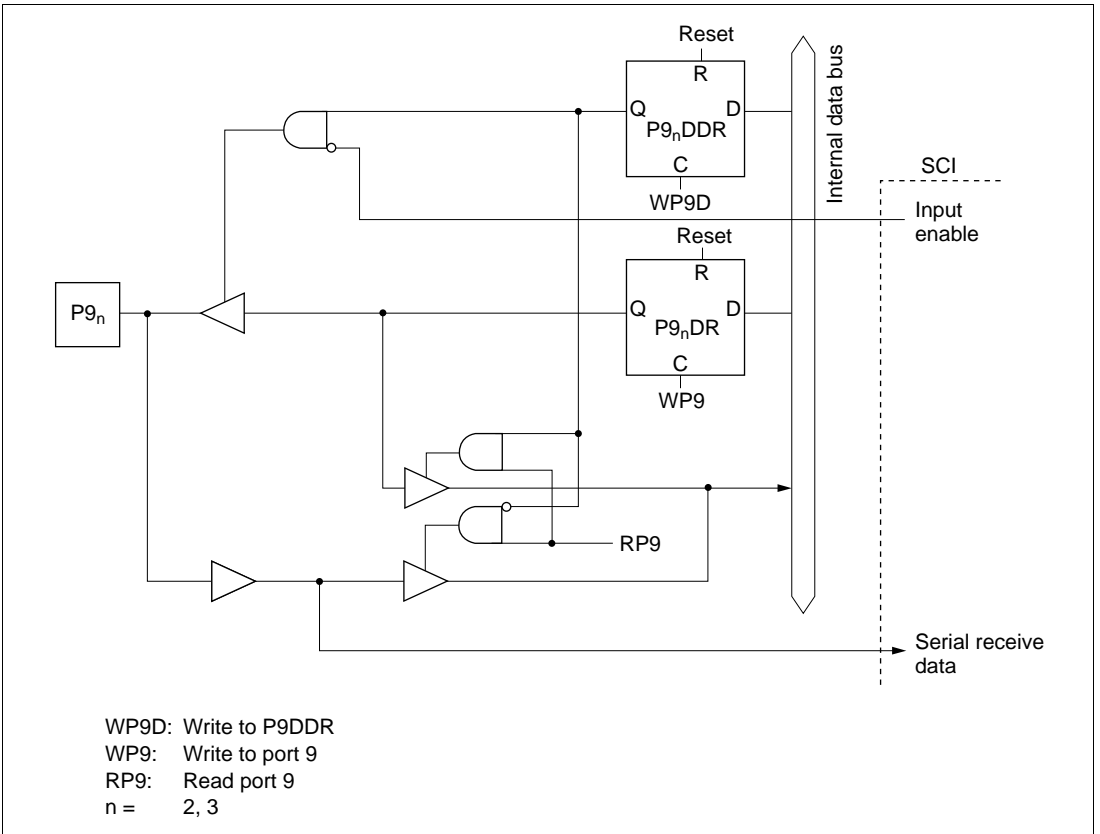 Reset
R
Q
D
P9nDDR
C
WP9D
Internal data bus
SCI
Input
enable
Reset
R
Q
D
P9nDR
C
WP9
P9n
RP9
Serial receive
data
WP9D: Write to P9DDR
WP9: Write to port 9
RP9: Read port 9
n = 2, 3